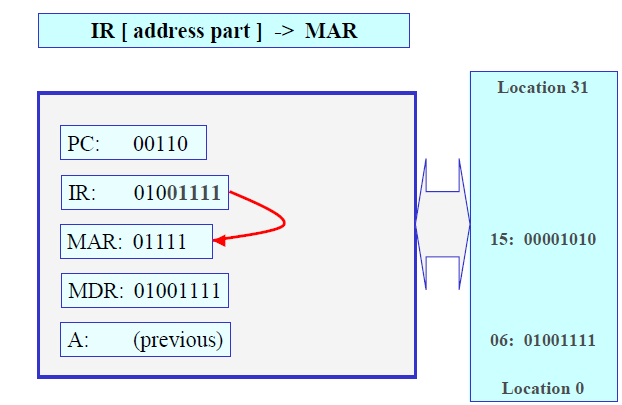 IR [ address part ] -> MAR
PC: 00110
IR: 01001111
MAR: 01111
MDR: 01001111
A: (previous)
Location 31
15: 00001010
06: 01001111
Location 0